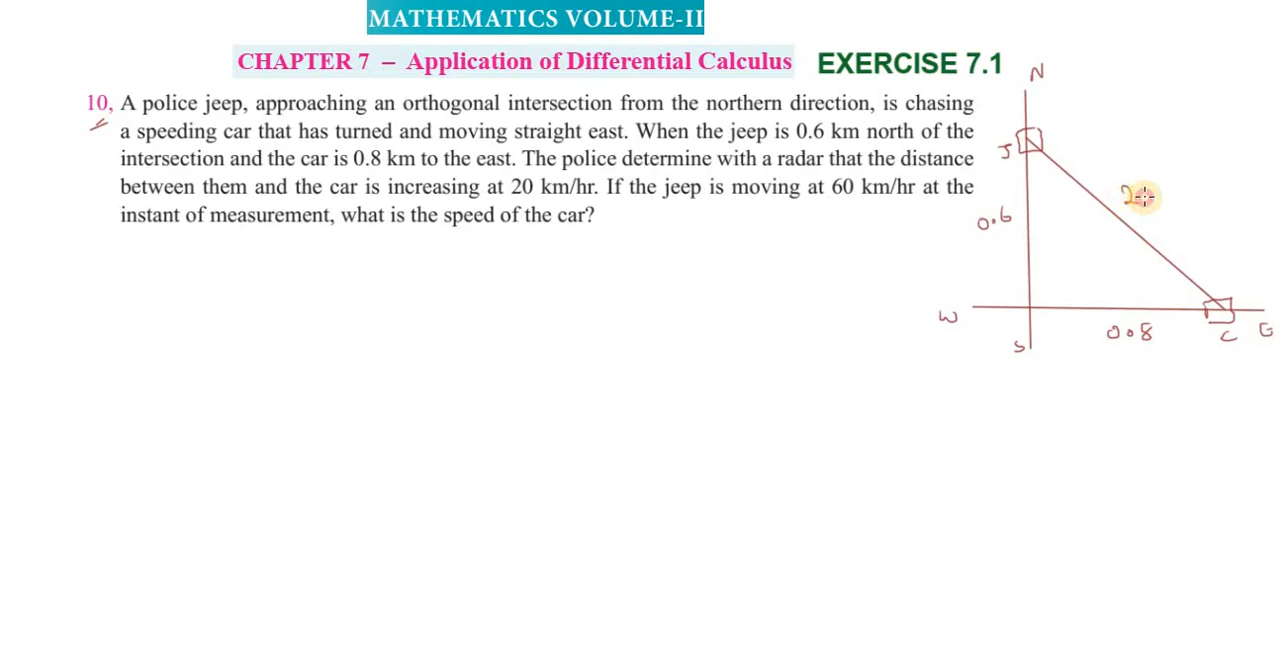 MATHEMATICS VOLUME-II
CHAPTER 7 – Application of Differential Calculus EXERCISE 7.1
10, A police jeep, approaching an orthogonal intersection from the northern direction, is chasing
a speeding car that has turned and moving straight east. When the jeep is 0.6 km north of the
intersection and the car is 0.8 km to the east. The police determine with a radar that the distance
between them and the car is increasing at 20 km/hr. If the jeep is moving at 60 km/hr at the
instant of measurement, what is the speed of the car?
N
J
0.6
W
0.8
C
E
S